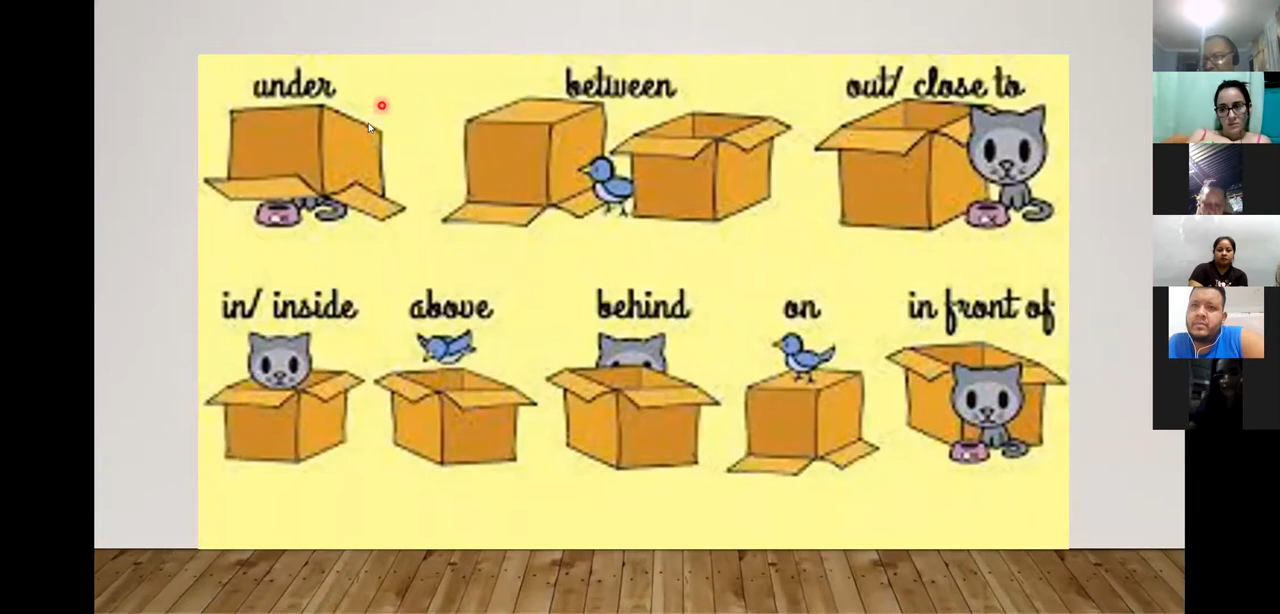 under between out/ close to
in/ inside above behind on in front of